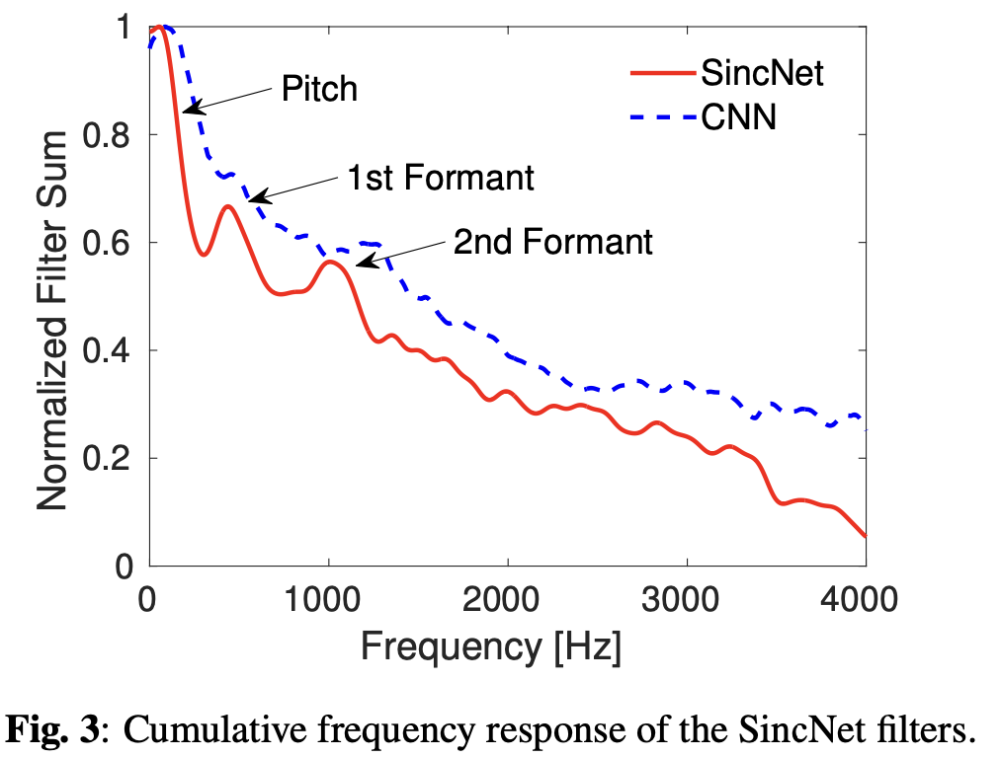 1
0.8
0.6
0.4
0.2
0
Normalized Filter Sum
SincNet
CNN
Pitch
1st Formant
2nd Formant
0 1000 2000 3000 4000
Frequency [Hz]
Fig. 3: Cumulative frequency response of the SincNet filters.